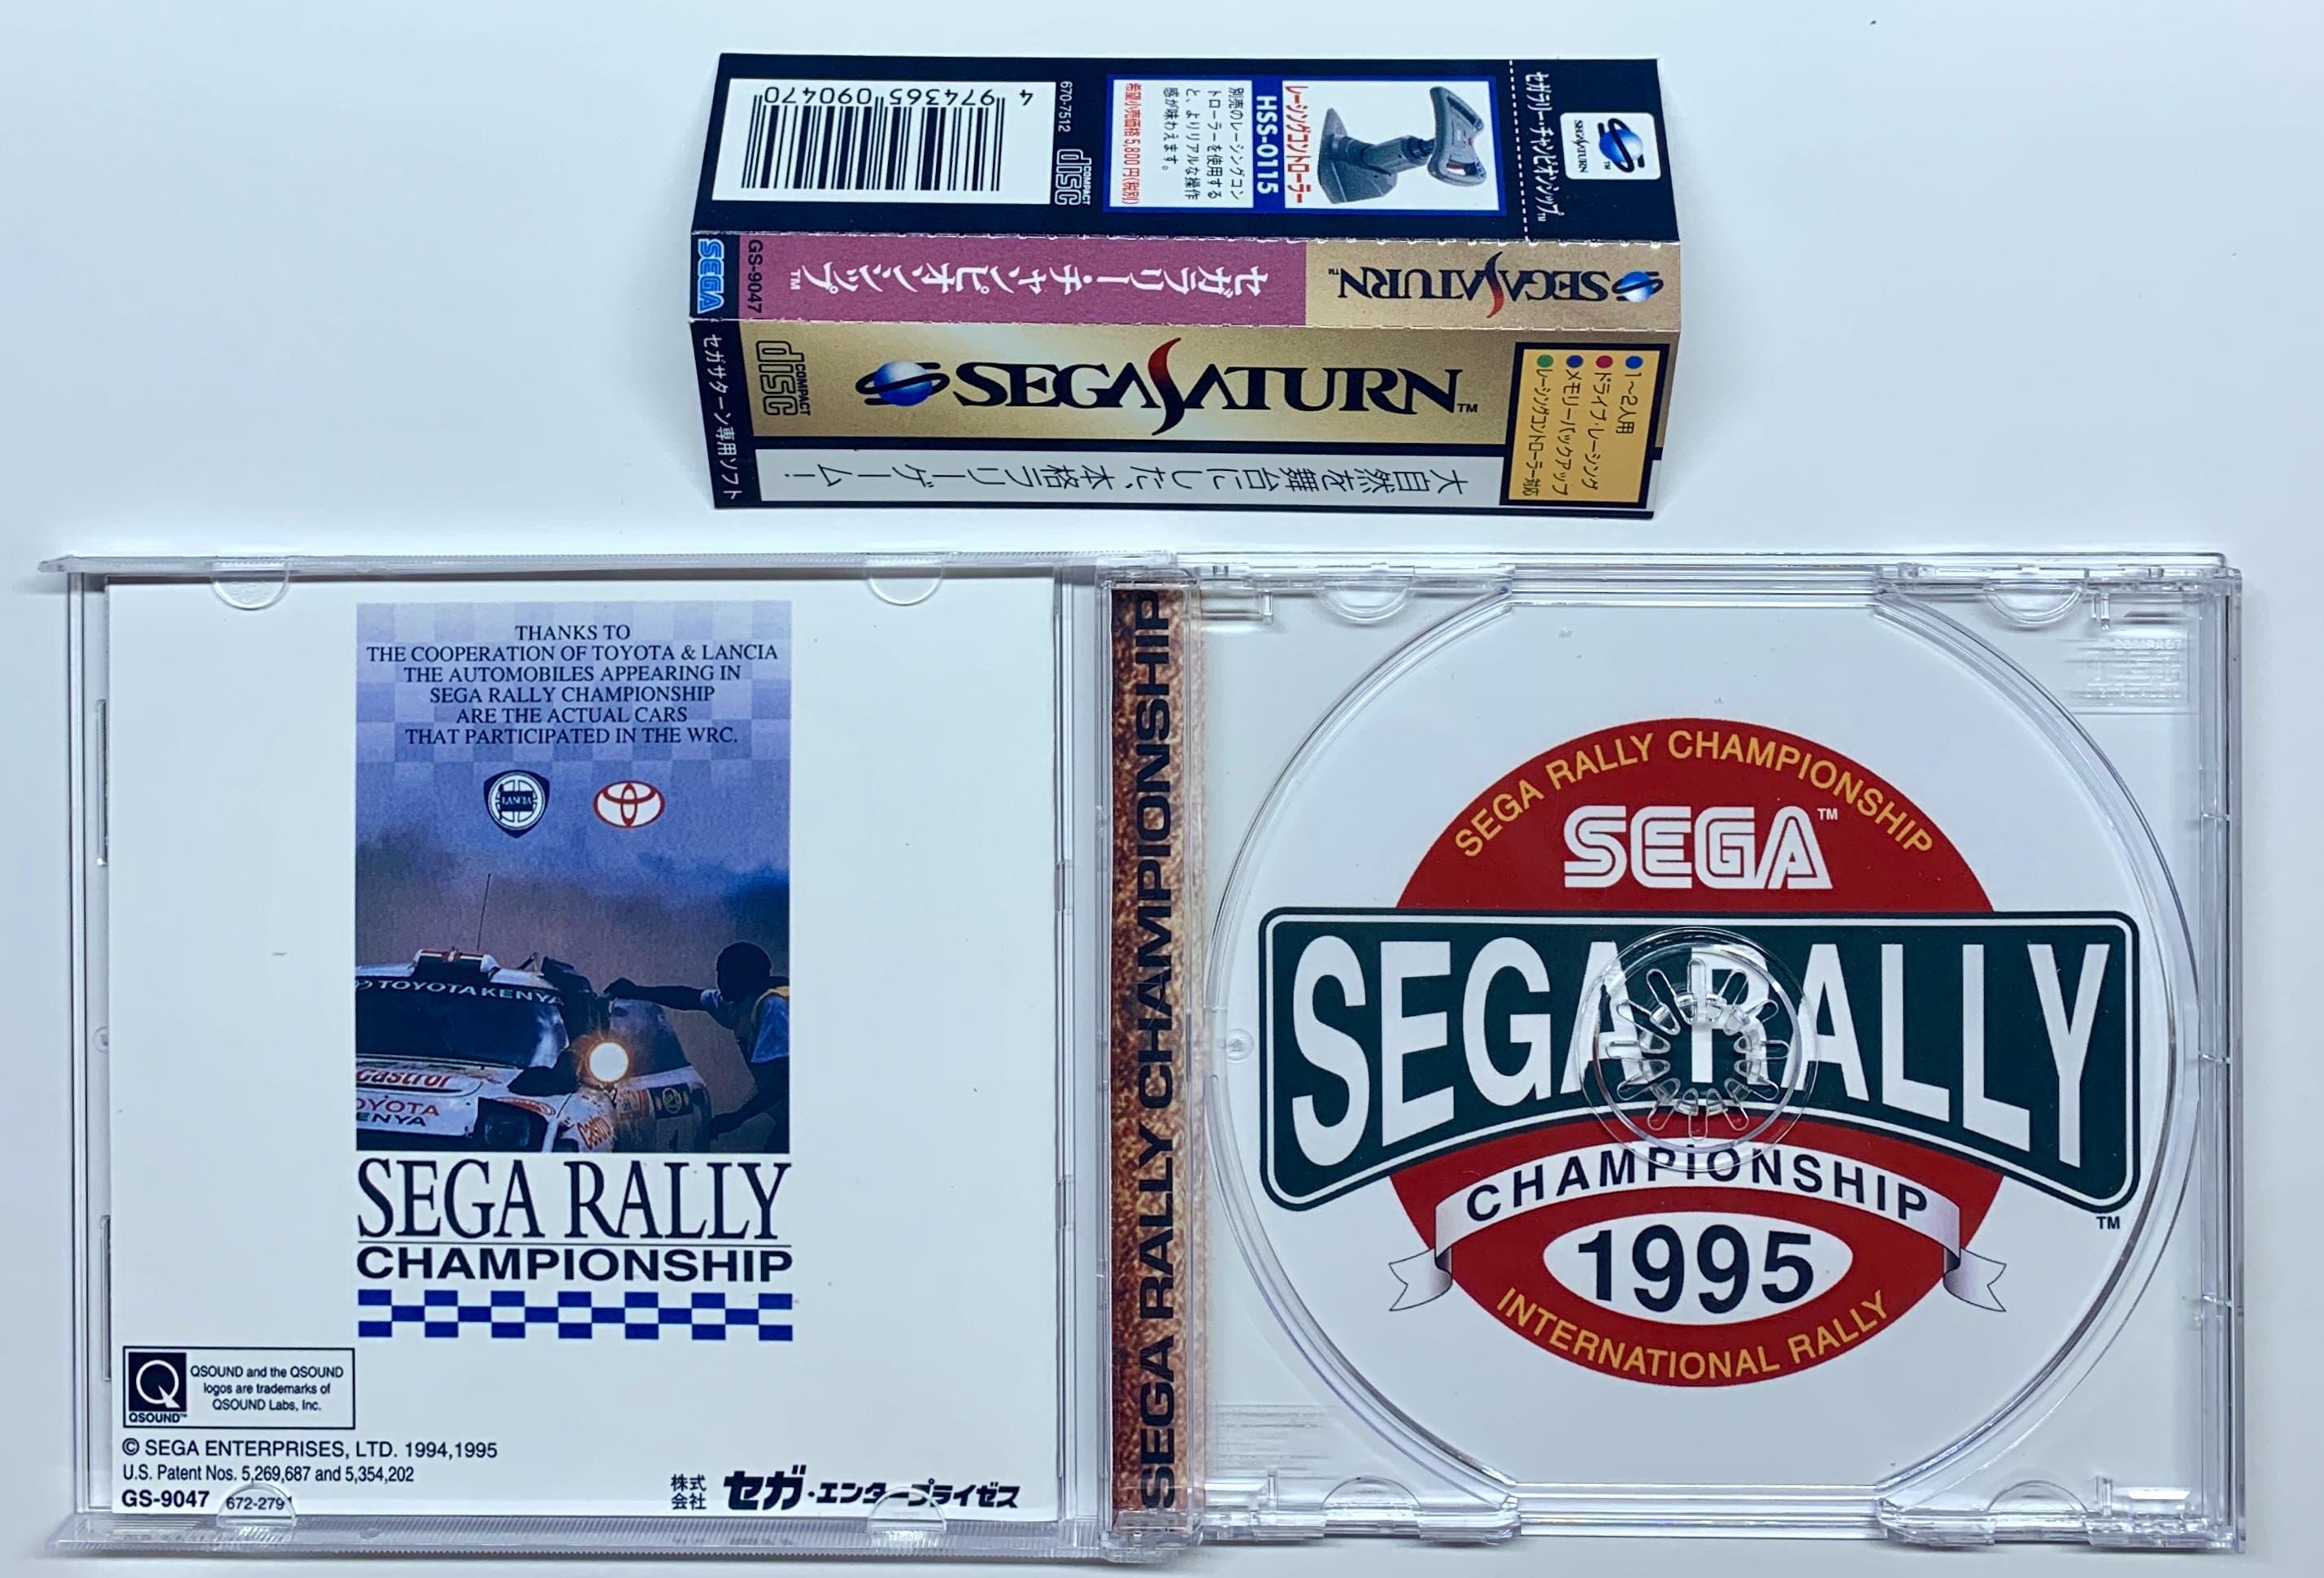 セガラリー・チャンピオンシップ™
SEGA SATURN™
レーシングコントローラー
HSS-0115
別売のレーシングコン
トローラーを使用する
と、よりリアルな操作
感が味わえます。
希望小売価格5,800円(税別)
670-7512
COMPACT
disc
4 974365 090470
SEGA SATURN™
セガラリー・チャンピオンシップ™
GS-9047
SEGA
1～2人用
ドライブ・レーシング
メモリーバックアップ
レーシングコントローラー対応
SEGA SATURN™
COMPACT
disc
セガサターン専用ソフト
大自然を舞台にした、本格ラリーゲーム！
THANKS TO
THE COOPERATION OF TOYOTA & LANCIA
THE AUTOMOBILES APPEARING IN
SEGA RALLY CHAMPIONSHIP
ARE THE ACTUAL CARS
THAT PARTICIPATED IN THE WRC.
LANCIA
TOYOTA KENYA
Castrol
OYOTA
ENYA
Castrol
SEGA RALLY
CHAMPIONSHIP
Q
QSOUND™
QSOUND and the QSOUND
logos are trademarks of
QSOUND Labs, Inc.
© SEGA ENTERPRISES, LTD. 1994,1995
U.S. Patent Nos. 5,269,687 and 5,354,202
GS-9047 672-2791
株式会社 セガ・エンタープライゼス
SEGA RALLY CHAMPIONSHIP
SEGA RALLY CHAMPIONSHIP
SEGA™
SEGA RALLY
CHAMPIONSHIP
™
1995
INTERNATIONAL RALLY